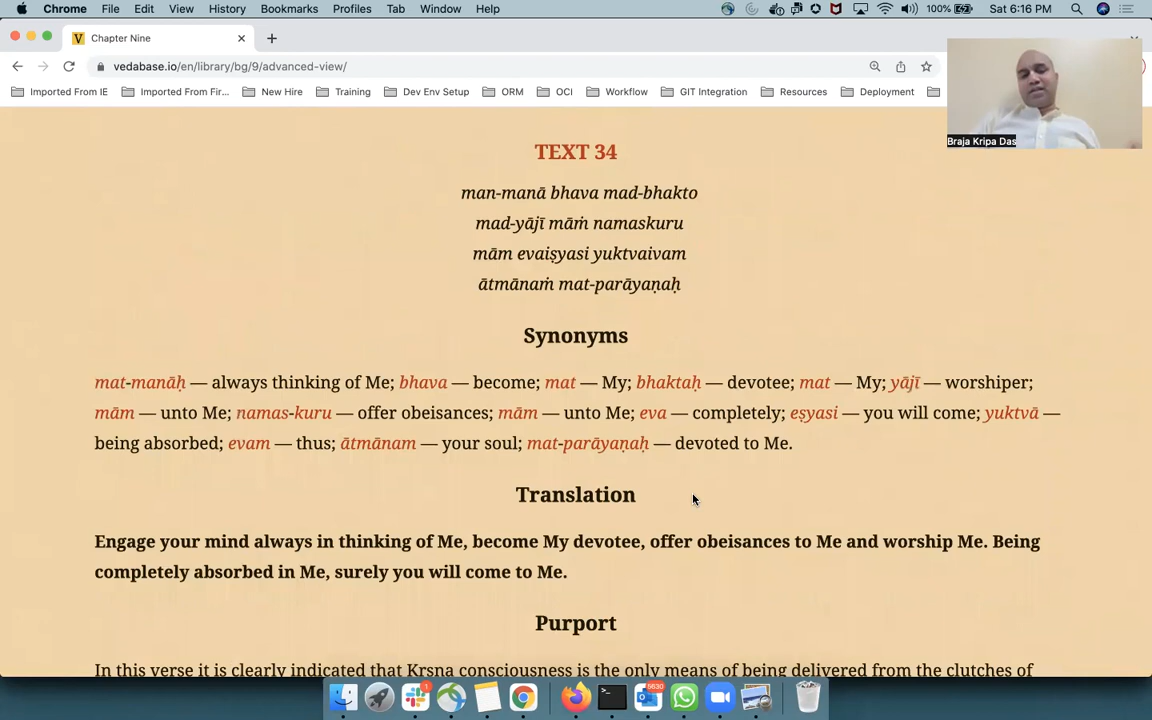 Chrome File Edit View History Bookmarks Profiles Tab Window Help 100% Sat 6:16 PM
Chapter Nine
vedabase.io/en/library/bg/9/advanced-view/
Imported From IE Imported From Fir... New Hire Training Dev Env Setup ORM OCI Workflow GIT Integration Resources Deployment
Braja Kripa Das
TEXT 34
man-manā bhava mad-bhakto
mad-yājī māṁ namaskuru
mām evaiṣyasi yuktvaivam
ātmānaṁ mat-parāyaṇaḥ
Synonyms
mat-manāḥ — always thinking of Me; bhava — become; mat — My; bhaktaḥ — devotee; mat — My; yājī — worshiper;
mām — unto Me; namas-kuru — offer obeisances; mām — unto Me; eva — completely; eṣyasi — you will come; yuktvā —
being absorbed; evam — thus; ātmānam — your soul; mat-parāyaṇaḥ — devoted to Me.
Translation
Engage your mind always in thinking of Me, become My devotee, offer obeisances to Me and worship Me. Being
completely absorbed in Me, surely you will come to Me.
Purport
In this verse it is clearly indicated that Kṛṣṇa consciousness is the only means of being delivered from the clutches of
1
5630